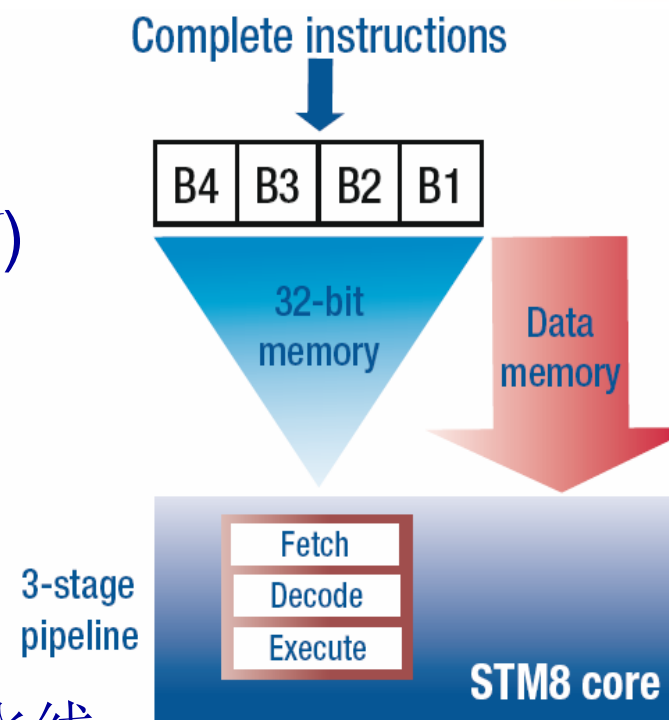 Complete instructions
B4 B3 B2 B1
)
32-bit
memory
Data
memory
Fetch
Decode
Execute
3-stage
pipeline
STM8 core